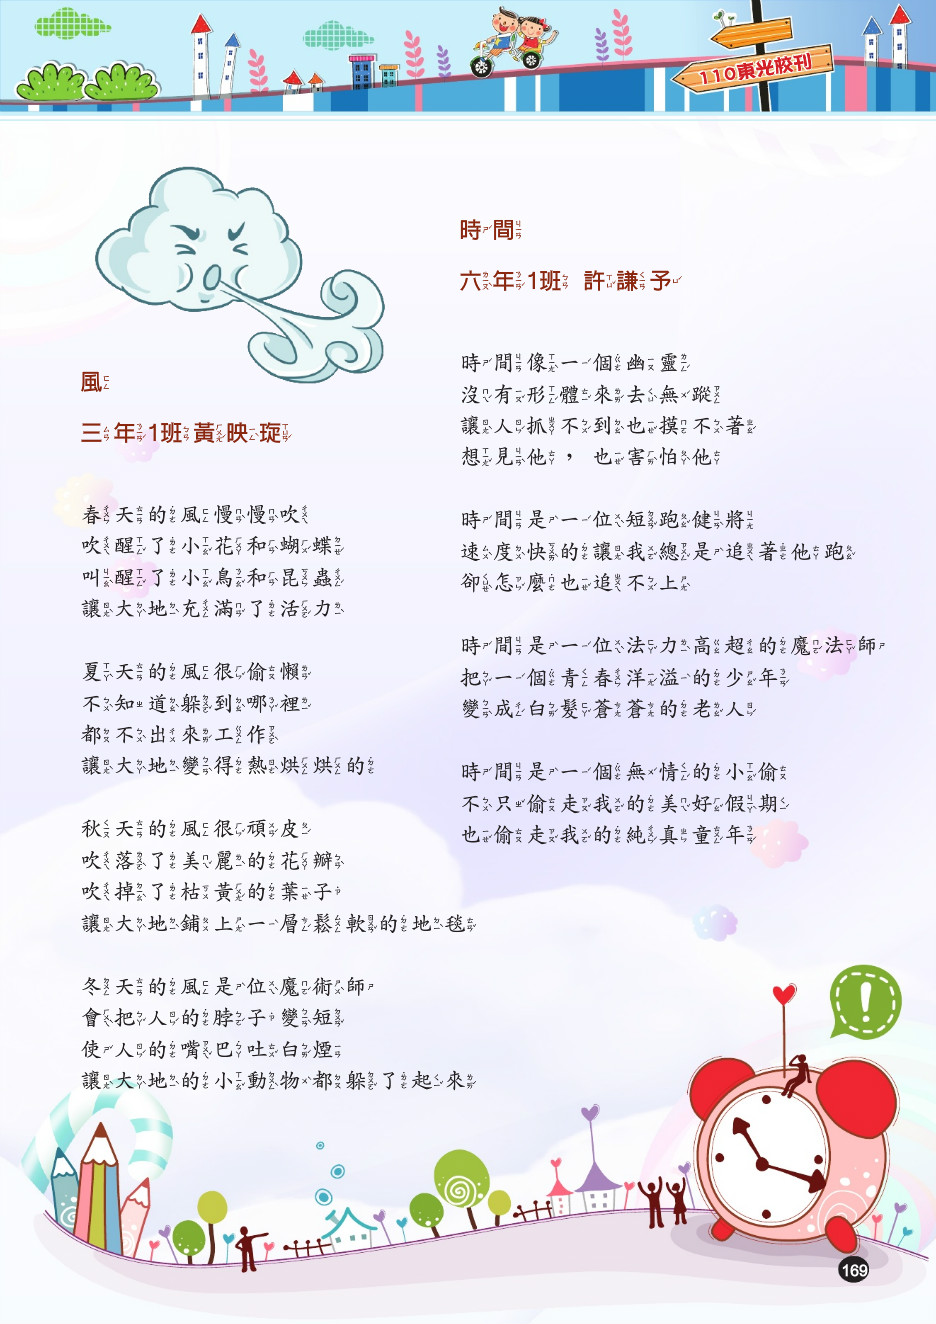 110東光校刊
風
三年1班黃映琁
春天的風慢慢吹
吹醒了小花和蝴蝶
叫醒了小鳥和昆蟲
讓大地充滿了活力
夏天的風很偷懶
不知道躲到哪裡
都不出來工作
讓大地變得熱烘烘的
秋天的風很頑皮
吹落了美麗的花瓣
吹掉了枯黃的葉子
讓大地鋪上一層鬆軟的地毯
冬天的風是位魔術師
會把人的脖子變短
使人的嘴巴吐白煙
讓大地的小動物都躲了起來
時間
六年1班 許謙予
時間像一個幽靈
沒有形體來去無蹤
讓人抓不到也摸不著
想見他，也害怕他
時間是一位短跑健將
速度快的讓我總是追著他跑
卻怎麼也追不上
時間是一位法力高超的魔法師
把一個青春洋溢的少年
變成白髮蒼蒼的老人
時間是一個無情的小偷
不只偷走我的美好假期
也偷走我的純真童年
169